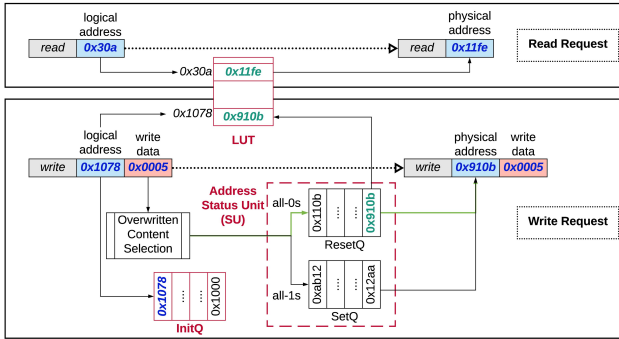 logical
address
physical
address
read 0x30a
read 0x11fe
Read Request
0x30a 0x11fe
0x1078 0x910b
LUT
logical
address
write
data
physical
address
write
data
write 0x1078 0x0005
write 0x910b 0x0005
Address
Status Unit
(SU)
all-0s
0x110b .... .... 0x910b
ResetQ
Overwritten
Content
Selection
Write Request
all-1s
0xab12 .... .... 0x12aa
SetQ
0x1078 .... .... 0x1000
InitQ